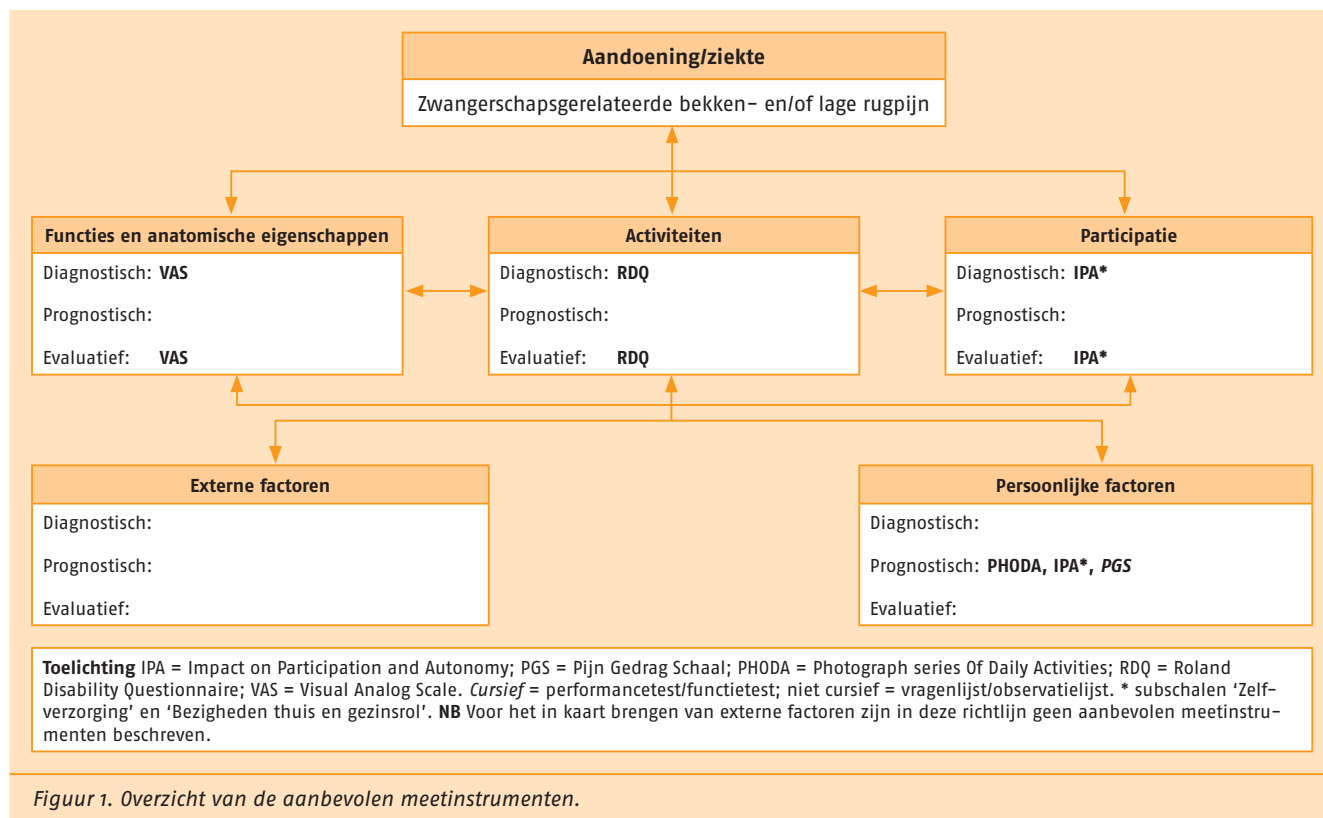 Aandoening/ziekte
Zwangerschapsgerelateerde bekken- en/of lage rugpijn
Functies en anatomische eigenschappen
Diagnostisch: VAS
Prognostisch:
Evaluatief: VAS
Activiteiten
Diagnostisch: RDQ
Prognostisch:
Evaluatief: RDQ
Participatie
Diagnostisch: IPA*
Prognostisch:
Evaluatief: IPA*
Externe factoren
Diagnostisch:
Prognostisch:
Evaluatief:
Persoonlijke factoren
Diagnostisch:
Prognostisch: PHODA, IPA*, PGS
Evaluatief:
Toelichting IPA = Impact on Participation and Autonomy; PGS = Pijn Gedrag Schaal; PHODA = Photograph series Of Daily Activities; RDQ = Roland
Disability Questionnaire; VAS = Visual Analog Scale. Cursief = performancetest/functietest; niet cursief = vragenlijst/observatielijst. * subschalen ‘Zelf-
verzorging’ en ‘Bezigheden thuis en gezinsrol’. NB Voor het in kaart brengen van externe factoren zijn in deze richtlijn geen aanbevolen meetinstru-
menten beschreven.
Figuur 1. Overzicht van de aanbevolen meetinstrumenten.